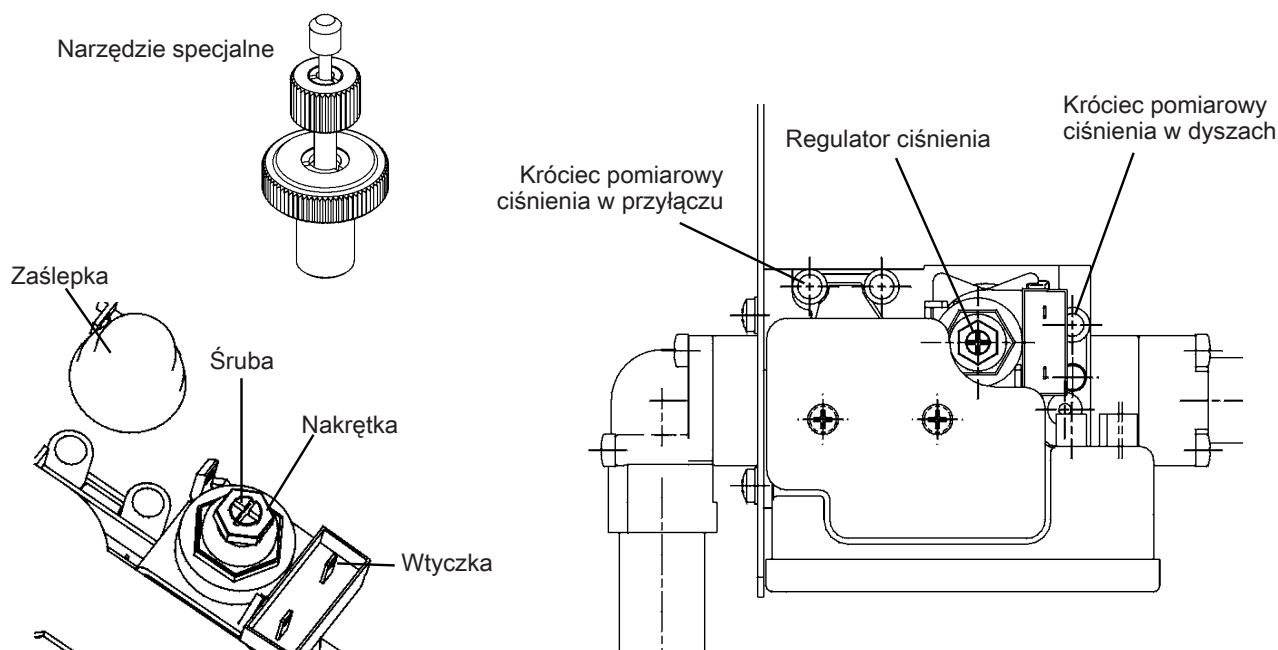 Narzędzie specjalne
Zaślepka
Śruba
Nakrętka
Wtyczka
Króciec pomiarowy
ciśnienia w przyłączu
Regulator ciśnienia
Króciec pomiarowy
ciśnienia w dyszach